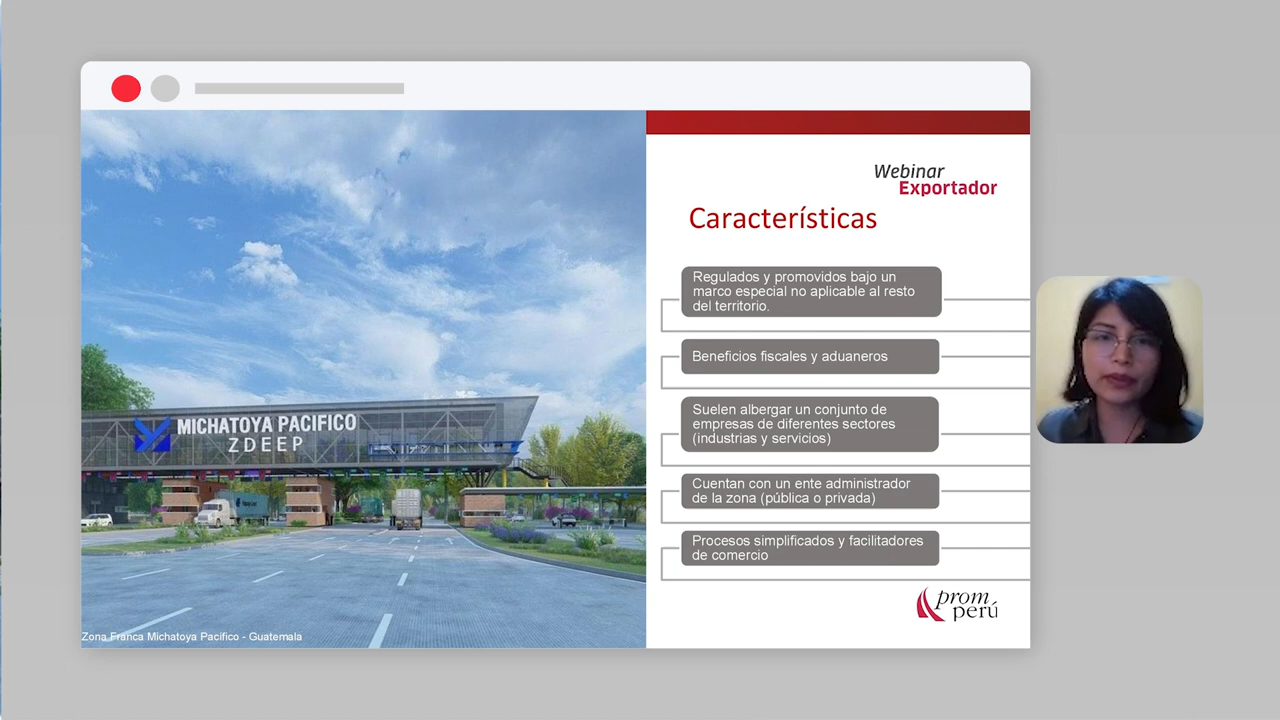 MICHATOYA PACIFICO
ZDEEP
Zona Franca Michatoya Pacifico - Guatemala
Webinar
Exportador
Características
Regulados y promovidos bajo un
marco especial no aplicable al resto
del territorio.
Beneficios fiscales y aduaneros
Suelen albergar un conjunto de
empresas de diferentes sectores
(industrias y servicios)
Cuentan con un ente administrador
de la zona (pública o privada)
Procesos simplificados y facilitadores
de comercio
prom
perú